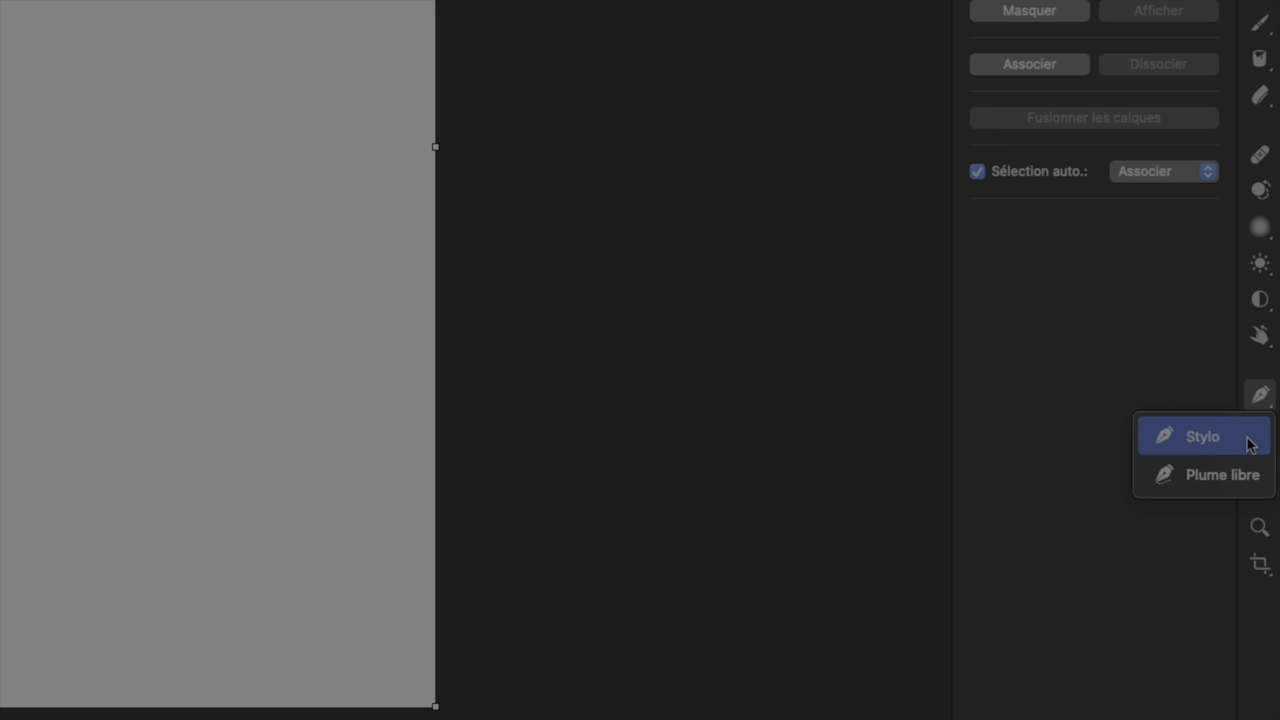 Masquer
Afficher
Associer
Dissocier
Fusionner les calques
Sélection auto.:
Associer
Stylo
Plume libre